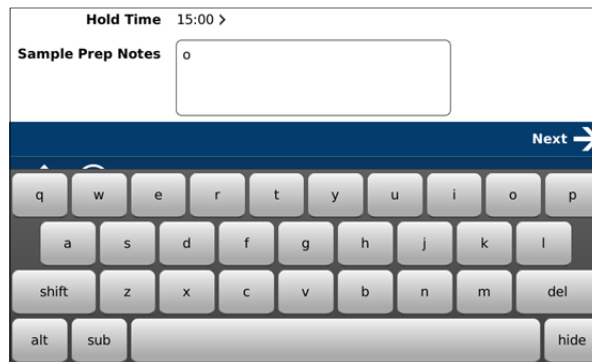 Hold Time 15:00 >
Sample Prep Notes o
Next
q w e r t y u i o p
a s d f g h j k l
shift z x c v b n m del
alt sub hide